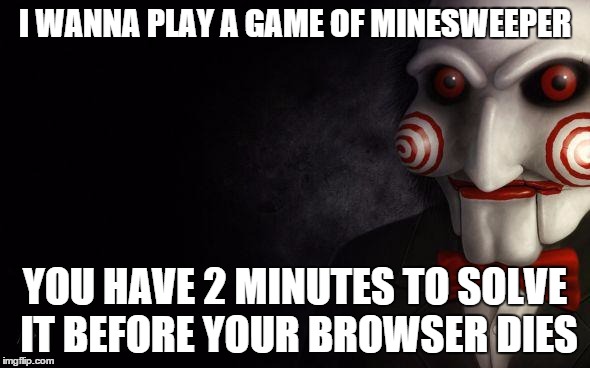 I WANNA PLAY A GAME OF MINESWEEPER
YOU HAVE 2 MINUTES TO SOLVE
IT BEFORE YOUR BROWSER DIES
imgflip.com